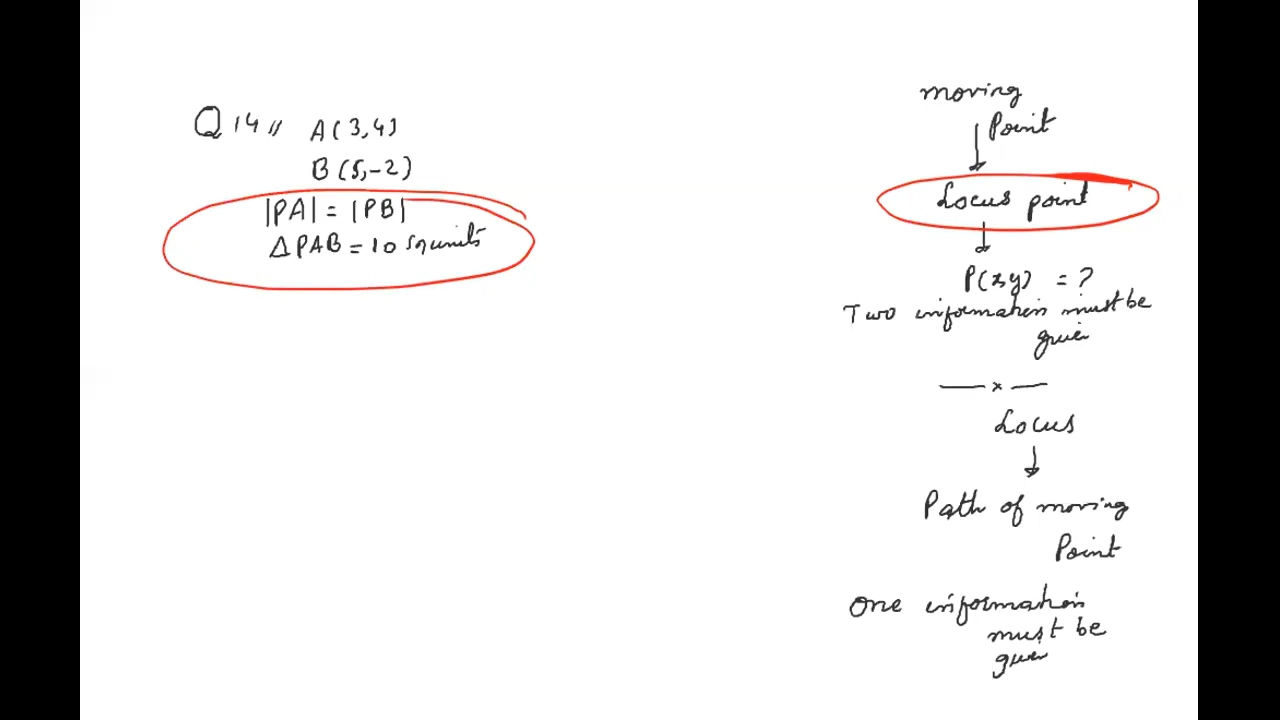 Q 14 //
A(3,4)
B(5,-2)
|PA| = |PB|
Δ PAB = 10 sq units
moving
Point
Locus point
P(x,y) = ?
Two information must be
given
— x —
Locus
Path of moving
Point
One information
must be
given